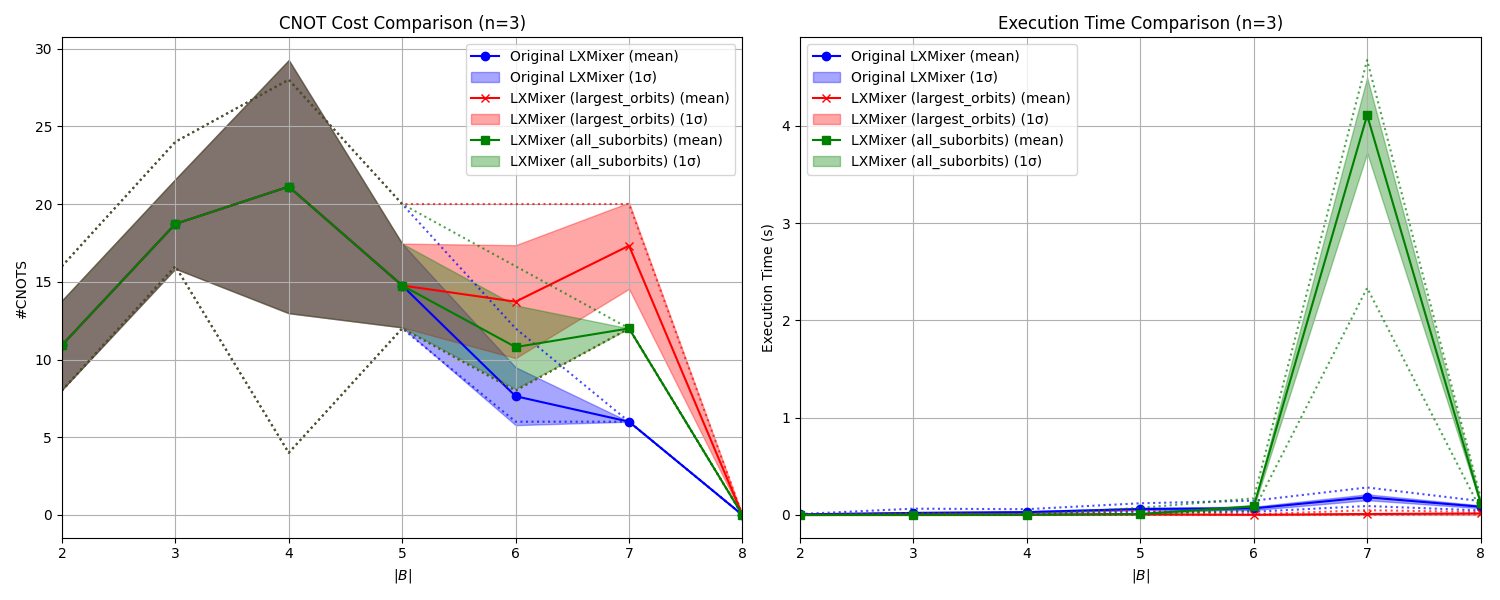 CNOT Cost Comparison (n=3)
30
25
20
15
10
5
0
#CNOTS
2 3 4 5 6 7 8
|B|
Original LXMixer (mean)
Original LXMixer (1σ)
LXMixer (largest_orbits) (mean)
LXMixer (largest_orbits) (1σ)
LXMixer (all_suborbits) (mean)
LXMixer (all_suborbits) (1σ)
Execution Time Comparison (n=3)
4
3
2
1
0
Execution Time (s)
2 3 4 5 6 7 8
|B|
Original LXMixer (mean)
Original LXMixer (1σ)
LXMixer (largest_orbits) (mean)
LXMixer (largest_orbits) (1σ)
LXMixer (all_suborbits) (mean)
LXMixer (all_suborbits) (1σ)